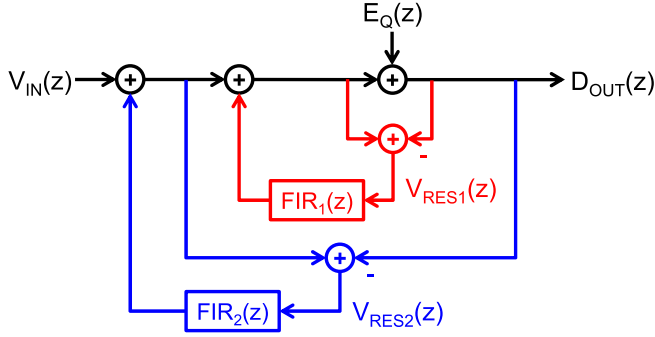 E_Q(z)
V_IN(z)
+
+
+
D_OUT(z)
+
-
FIR_1(z)
V_RES1(z)
+
-
FIR_2(z)
V_RES2(z)